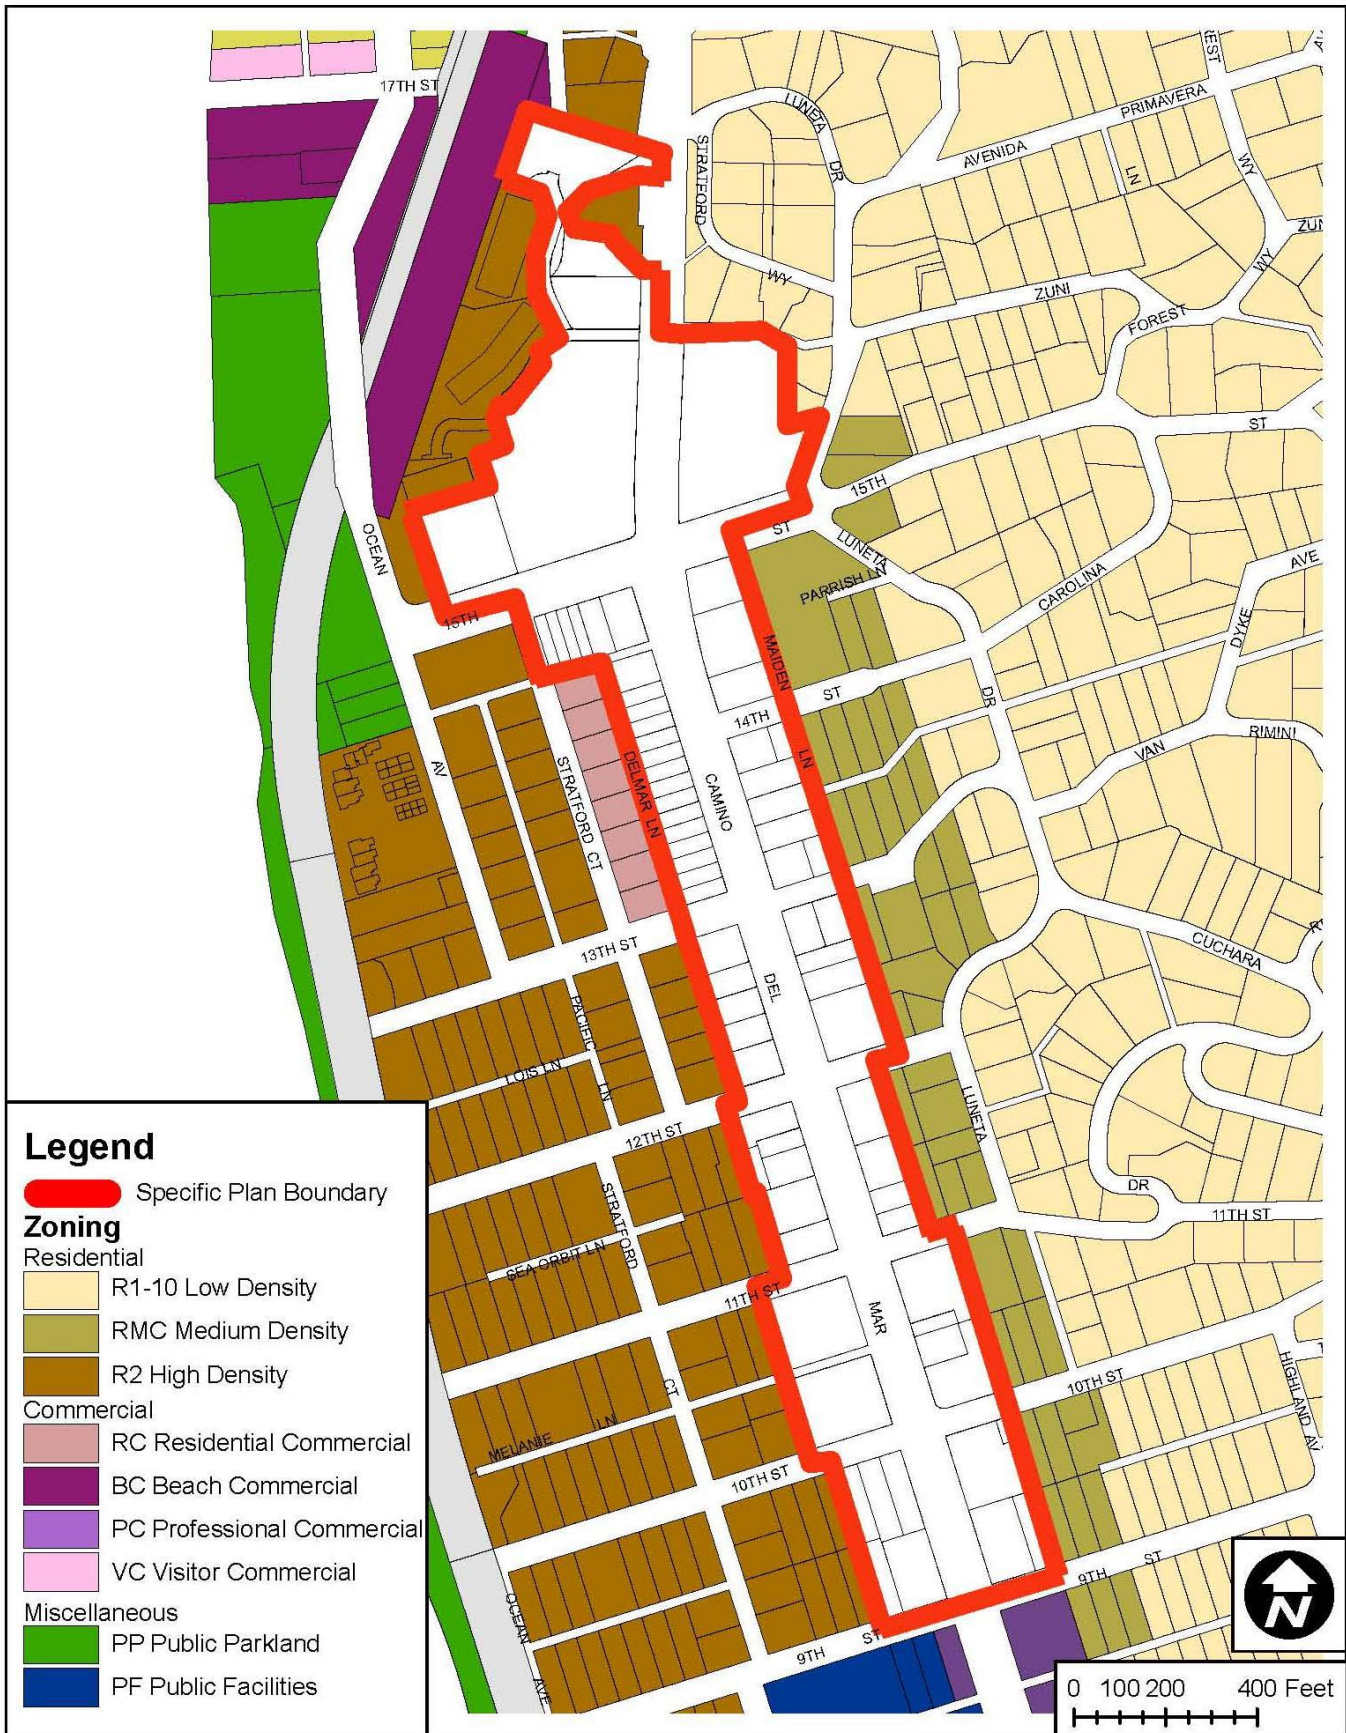 17TH ST
LUNETA
DR
STRATFORD
WY
AVENIDA
PRIMAVERA
LN
WY
ZUNI
FOREST
WY
ST
15TH
ST
LUNETA
PARRISH LN
CAROLINA
AVE
DYKE
OCEAN
15TH
MAIDEN
ST
14TH
LN
DR
VAN
RIMINI
AV
STRATFORD CT
DELMAR LN
CAMINO
13TH ST
PACIFIC
LN
DEL
CUCHARA
LOIS LN
12TH ST
LUNETA
DR
11TH ST
STRATFORD
SEA ORBIT LN
11TH ST
MAR
CT
MELANIE
LN
10TH ST
10TH ST
HIGHLAND AV
9TH
ST
9TH
ST
OCEAN
AVE
Legend
Specific Plan Boundary
Zoning
Residential
R1-10 Low Density
RMC Medium Density
R2 High Density
Commercial
RC Residential Commercial
BC Beach Commercial
PC Professional Commercial
VC Visitor Commercial
Miscellaneous
PP Public Parkland
PF Public Facilities
N
0 100 200 400 Feet